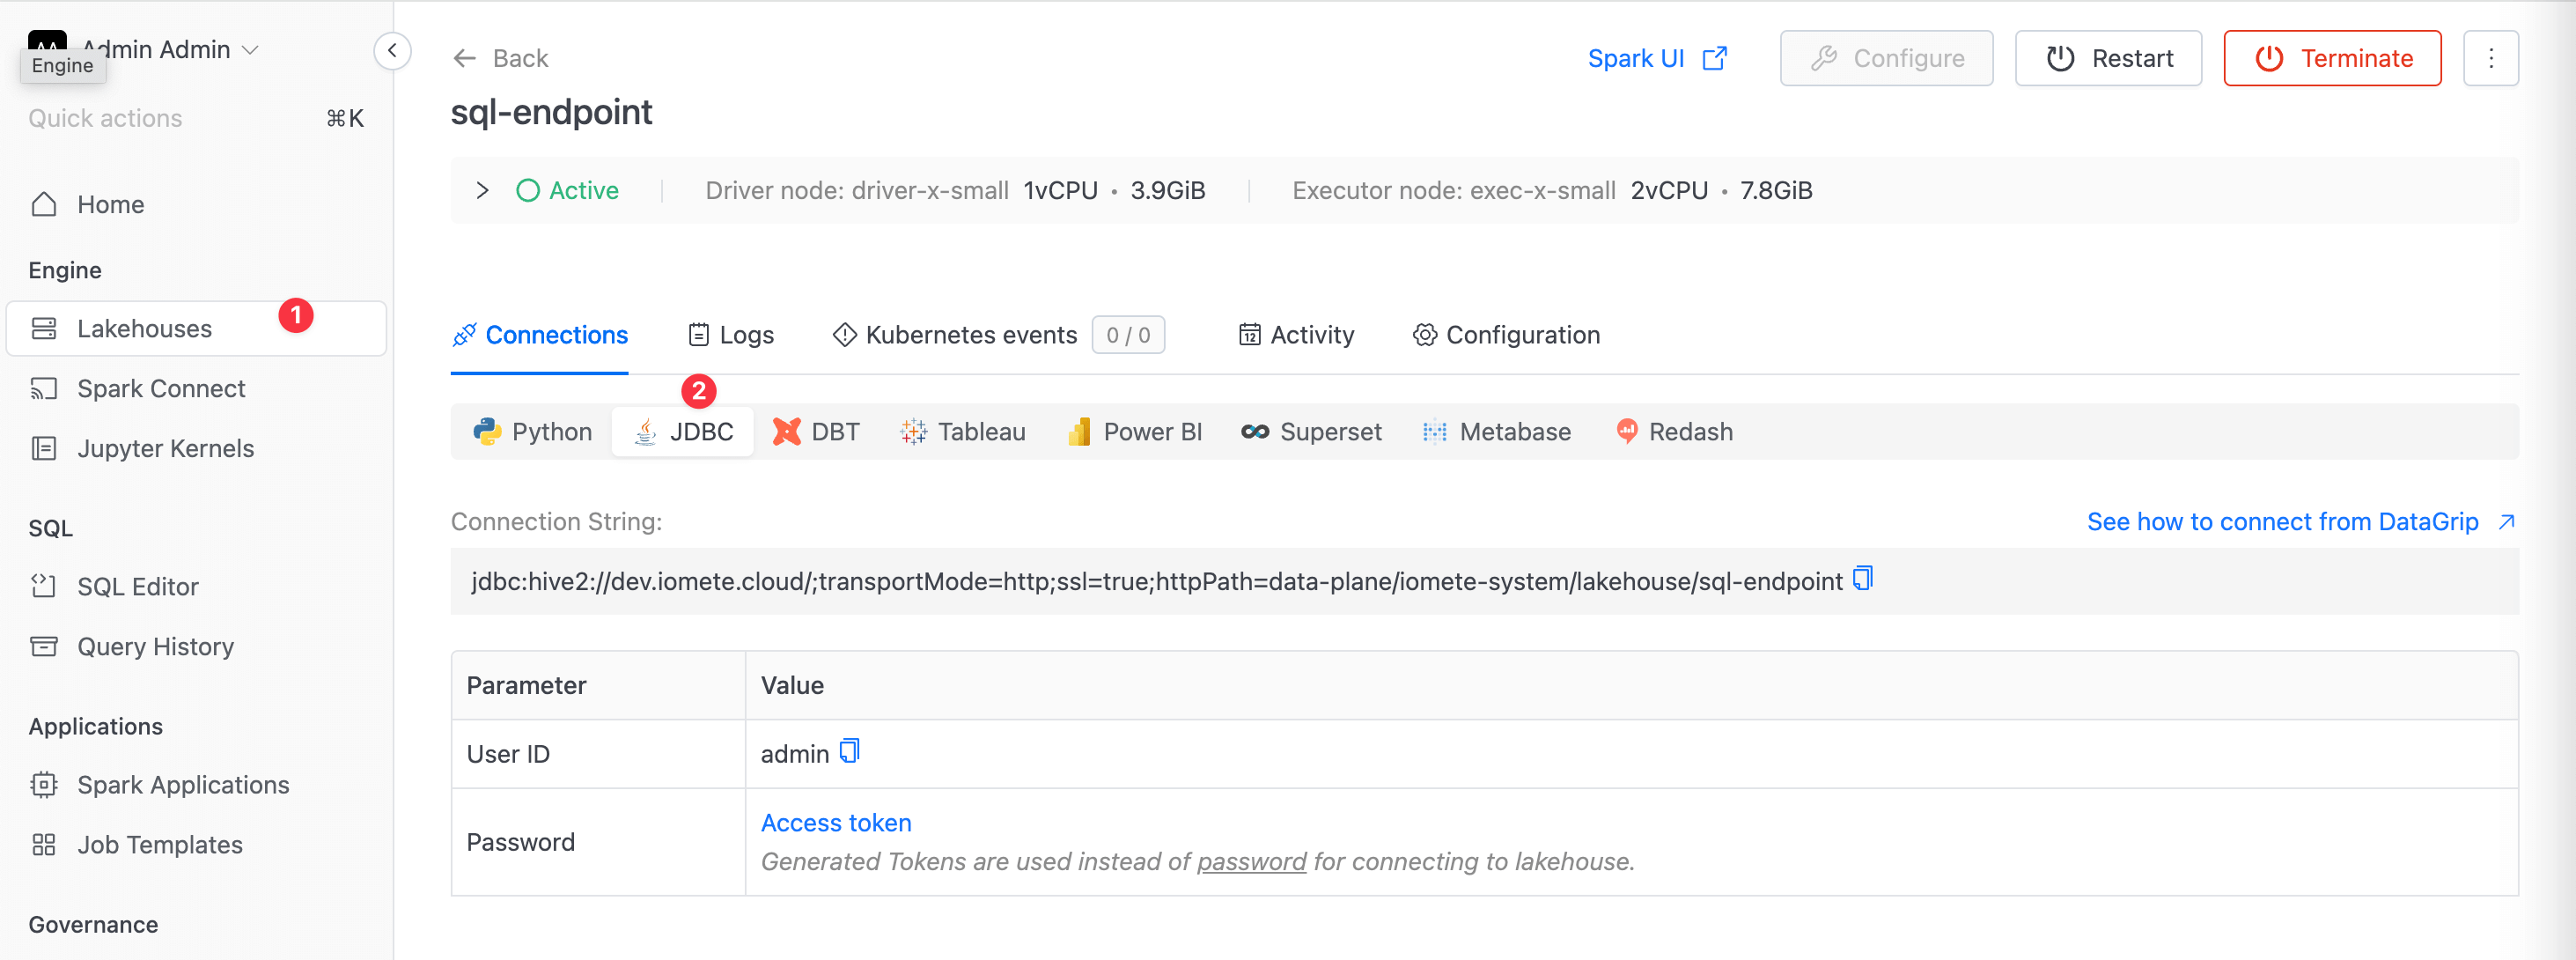 Admin Admin
Engine
Quick actions
⌘K
Home
Engine
Lakehouses
1
Spark Connect
Jupyter Kernels
SQL
SQL Editor
Query History
Applications
Spark Applications
Job Templates
Governance
Back
Spark UI
Configure
Restart
Terminate
sql-endpoint
Active
Driver node: driver-x-small 1vCPU • 3.9GiB
Executor node: exec-x-small 2vCPU • 7.8GiB
Connections
Logs
Kubernetes events 0 / 0
Activity
Configuration
2
Python
JDBC
DBT
Tableau
Power BI
Superset
Metabase
Redash
Connection String:
See how to connect from DataGrip
jdbc:hive2://dev.iomete.cloud/;transportMode=http;ssl=true;httpPath=data-plane/iomete-system/lakehouse/sql-endpoint
Parameter
Value
User ID
admin
Password
Access token
Generated Tokens are used instead of password for connecting to lakehouse.